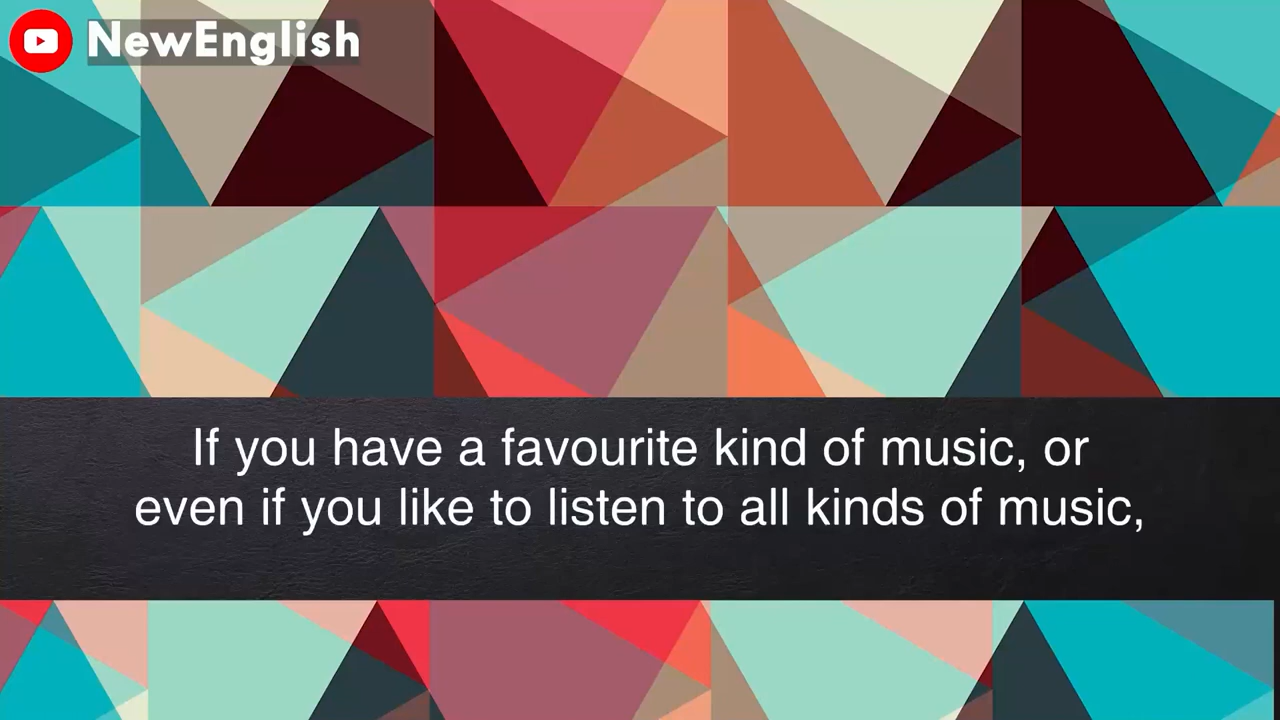 NewEnglish
If you have a favourite kind of music, or
even if you like to listen to all kinds of music,